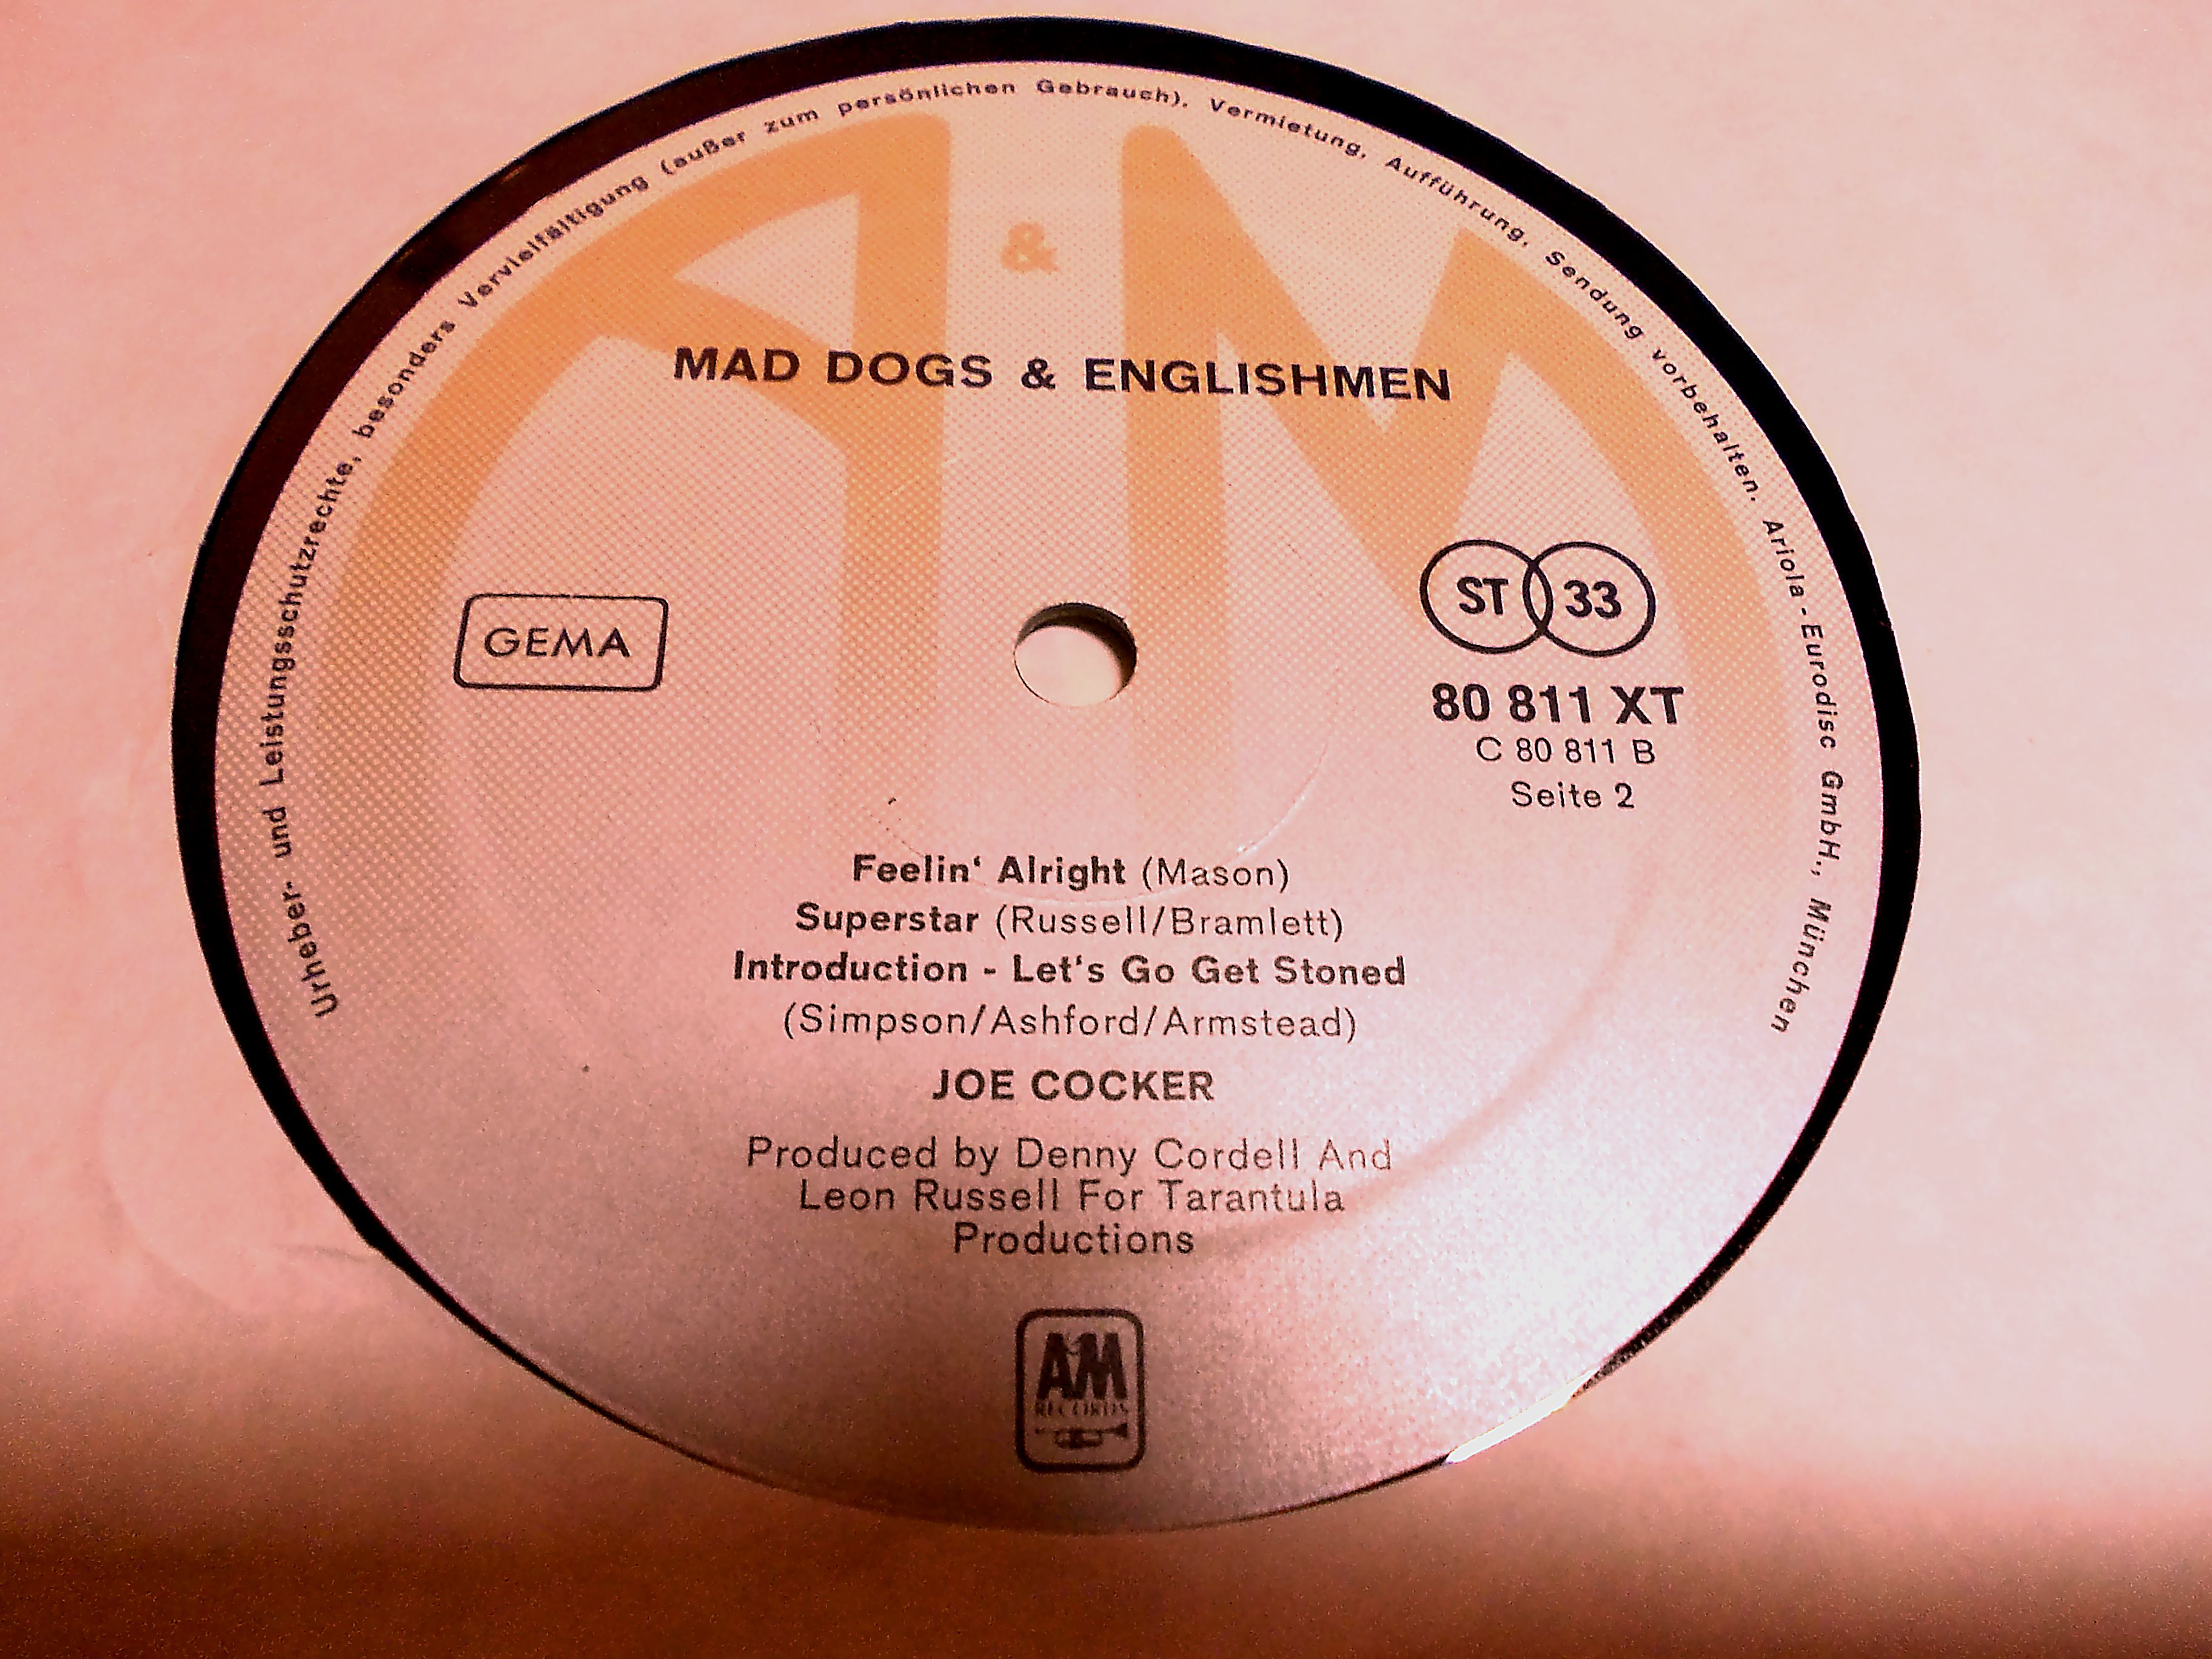 Urheber- und Leistungsschutzrechte, besonders Vervielfältigung (außer zum persönlichen Gebrauch), Vermietung, Aufführung, Sendung vorbehalten. Ariola-Eurodisc GmbH., München
A & M
MAD DOGS & ENGLISHMEN
GEMA
ST 33
80 811 XT
C 80 811 B
Seite 2
Feelin' Alright (Mason)
Superstar (Russell/Bramlett)
Introduction - Let's Go Get Stoned
(Simpson/Ashford/Armstead)
JOE COCKER
Produced by Denny Cordell And
Leon Russell For Tarantula
Productions
A&M
RECORDS